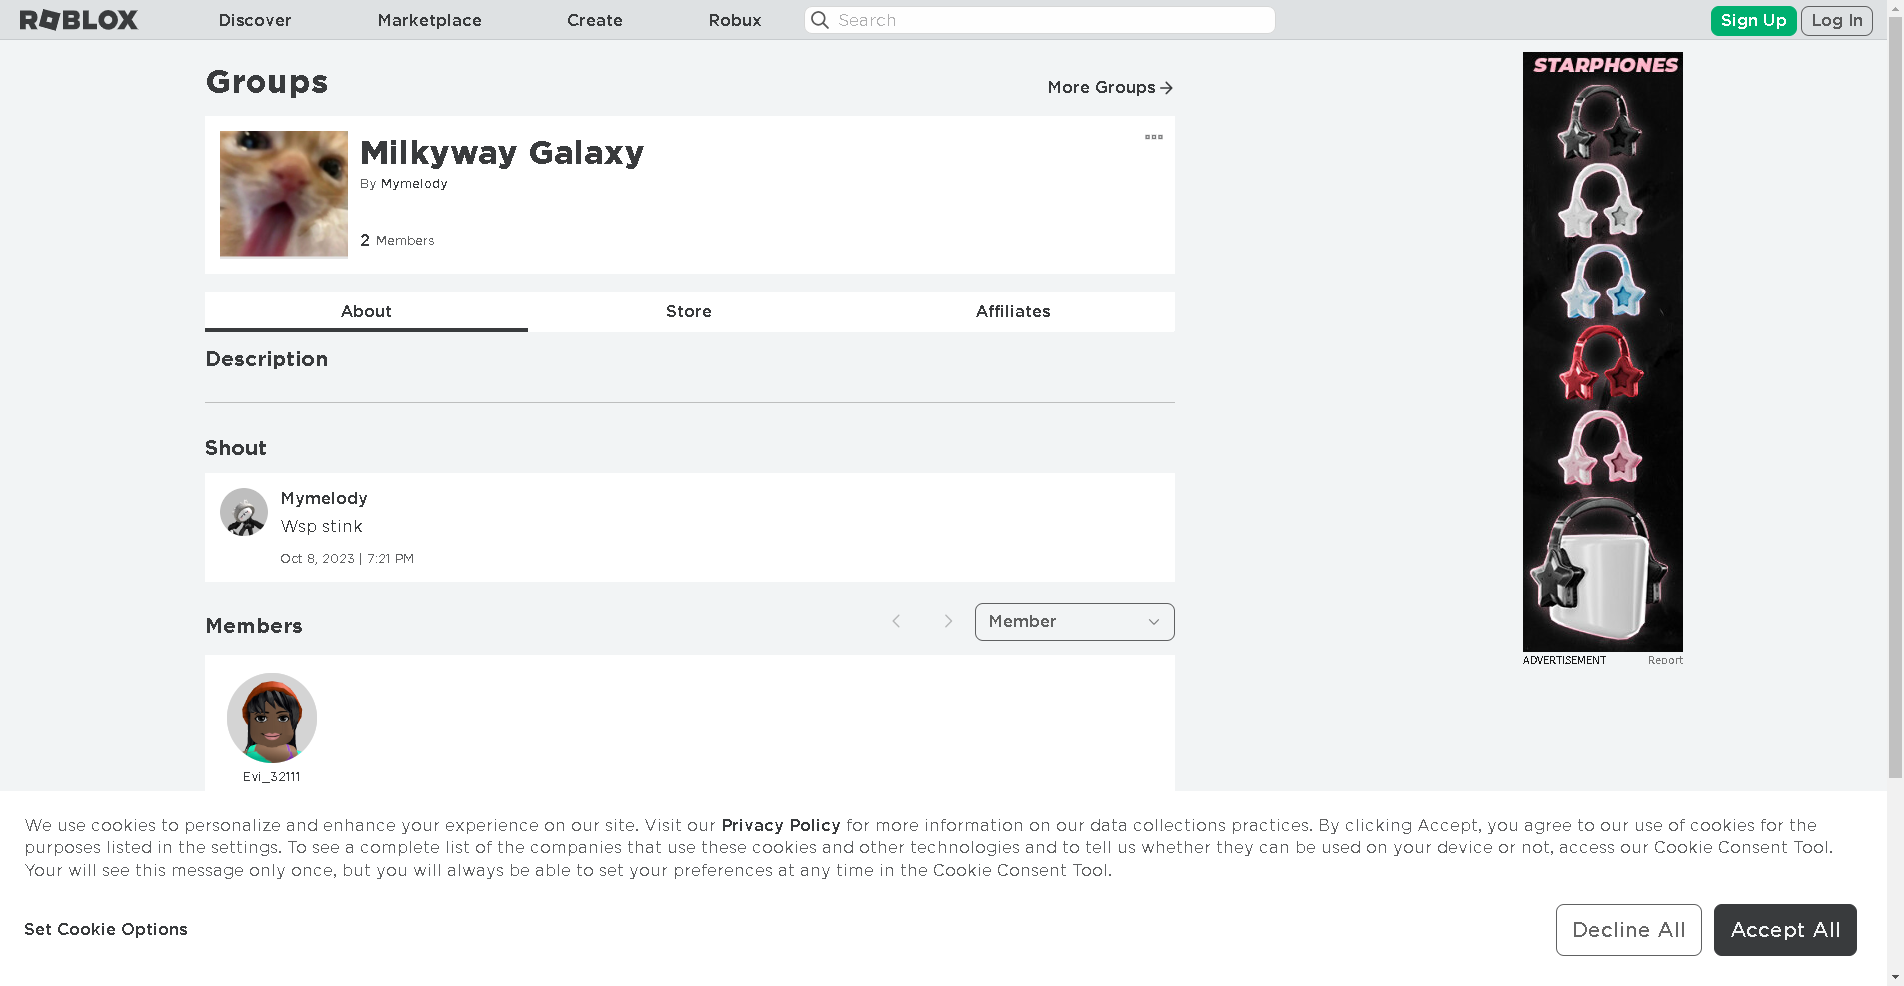 ROBLOX
Discover
Marketplace
Create
Robux
Search
Sign Up
Log In
Groups
More Groups
Milkyway Galaxy
By Mymelody
2 Members
About
Store
Affiliates
Description
Shout
Mymelody
Wsp stink
Oct 8, 2023 | 7:21 PM
Members
Member
Evi_32111
STARPHONES
ADVERTISEMENT
Report
We use cookies to personalize and enhance your experience on our site. Visit our Privacy Policy for more information on our data collections practices. By clicking Accept, you agree to our use of cookies for the
purposes listed in the settings. To see a complete list of the companies that use these cookies and other technologies and to tell us whether they can be used on your device or not, access our Cookie Consent Tool.
Your will see this message only once, but you will always be able to set your preferences at any time in the Cookie Consent Tool.
Set Cookie Options
Decline All
Accept All